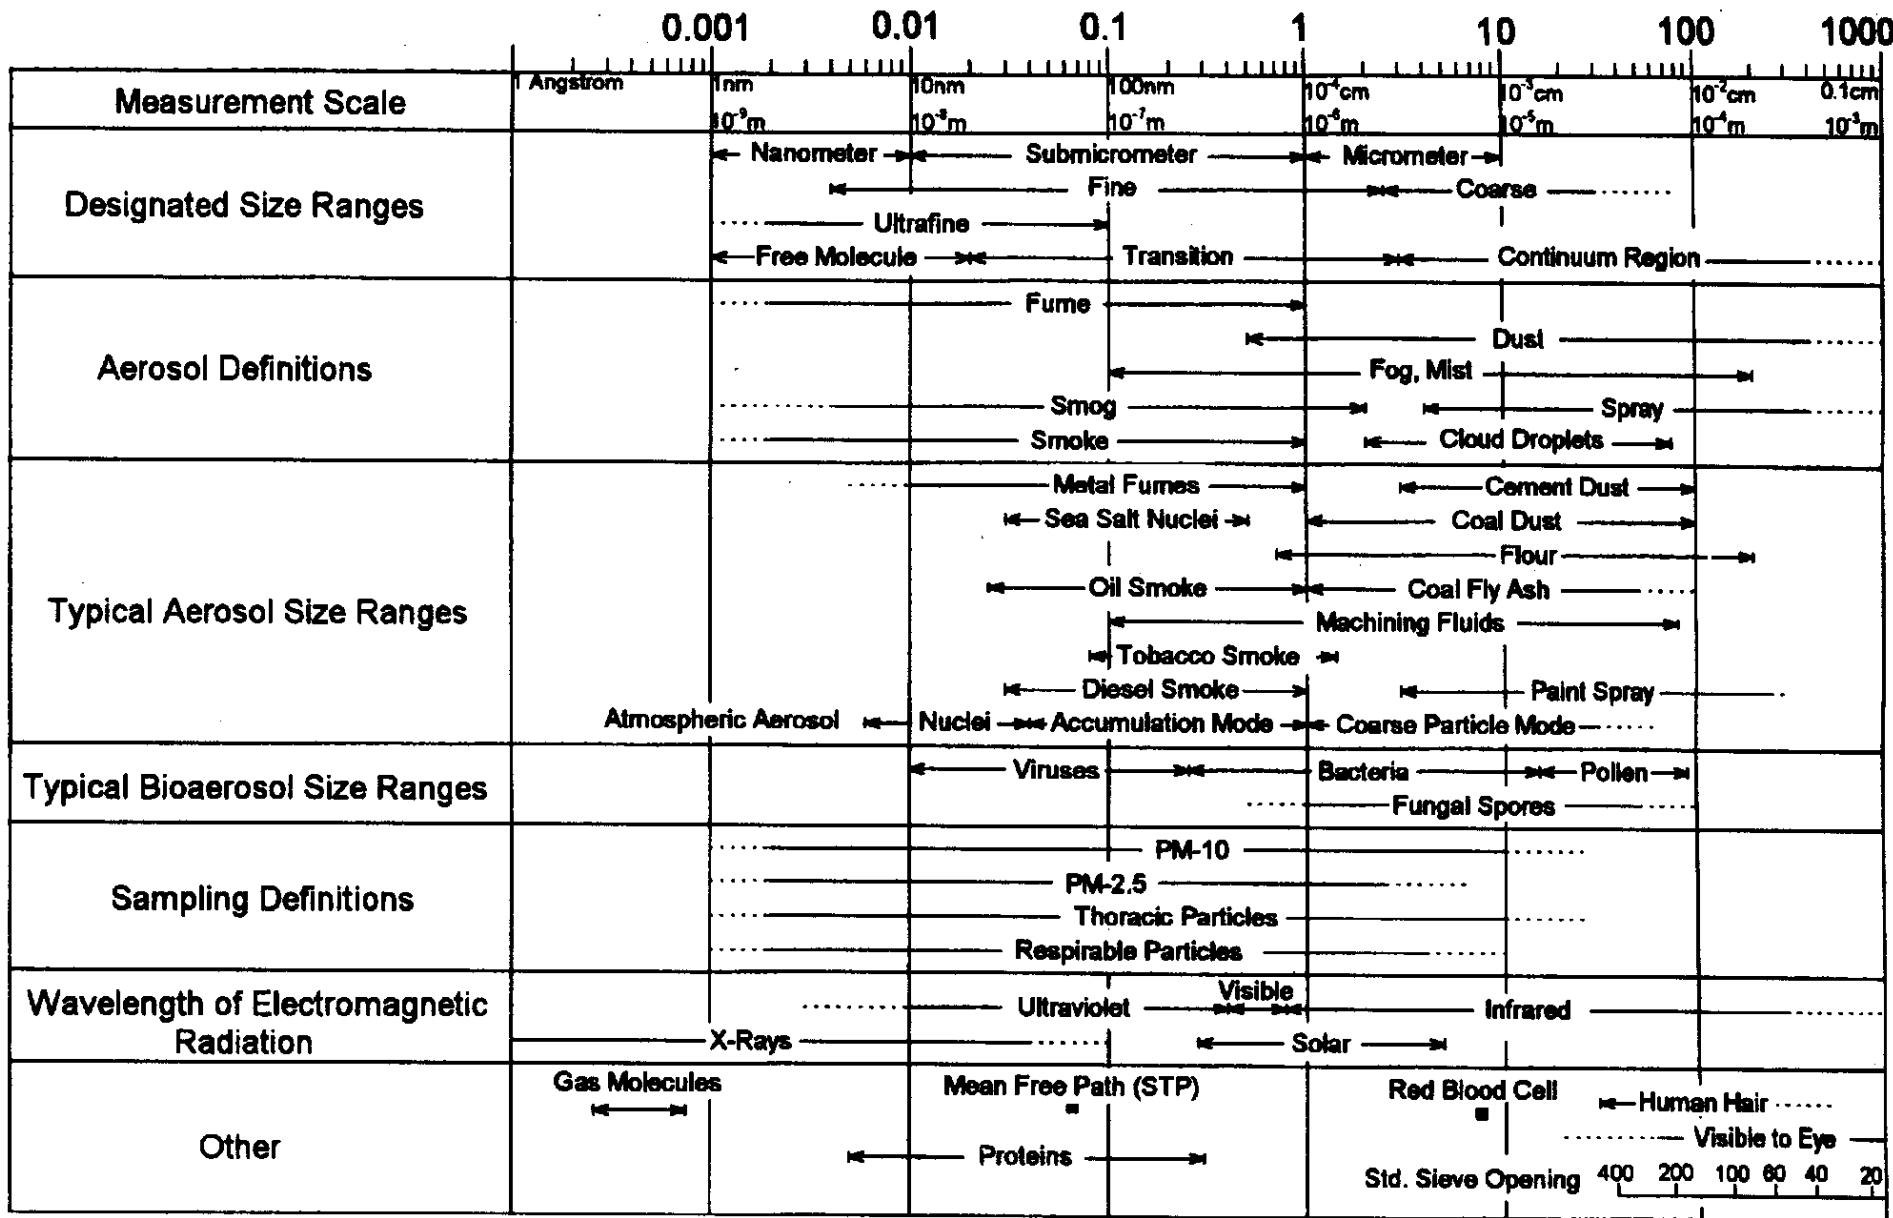 0.001 0.01 0.1 1 10 100 1000
Measurement Scale
1 Angstrom 1nm 10nm 100nm 10⁻⁴cm 10⁻³cm 10⁻²cm 0.1cm
10⁻⁹m 10⁻⁸m 10⁻⁷m 10⁻⁶m 10⁻⁵m 10⁻⁴m 10⁻³m
Designated Size Ranges
Nanometer Submicrometer Micrometer
Fine Coarse
Ultrafine
Free Molecule Transition Continuum Region
Aerosol Definitions
Fume
Dust
Fog, Mist
Smog Spray
Smoke Cloud Droplets
Typical Aerosol Size Ranges
Metal Fumes Cement Dust
Sea Salt Nuclei Coal Dust
Flour
Oil Smoke Coal Fly Ash
Machining Fluids
Tobacco Smoke
Diesel Smoke Paint Spray
Atmospheric Aerosol Nuclei Accumulation Mode Coarse Particle Mode
Typical Bioaerosol Size Ranges
Viruses Bacteria Pollen
Fungal Spores
Sampling Definitions
PM-10
PM-2.5
Thoracic Particles
Respirable Particles
Wavelength of Electromagnetic
Radiation
Visible
Ultraviolet Infrared
X-Rays Solar
Other
Gas Molecules Mean Free Path (STP) Red Blood Cell
Human Hair
Visible to Eye
Proteins
Std. Sieve Opening 400 200 100 60 40 20